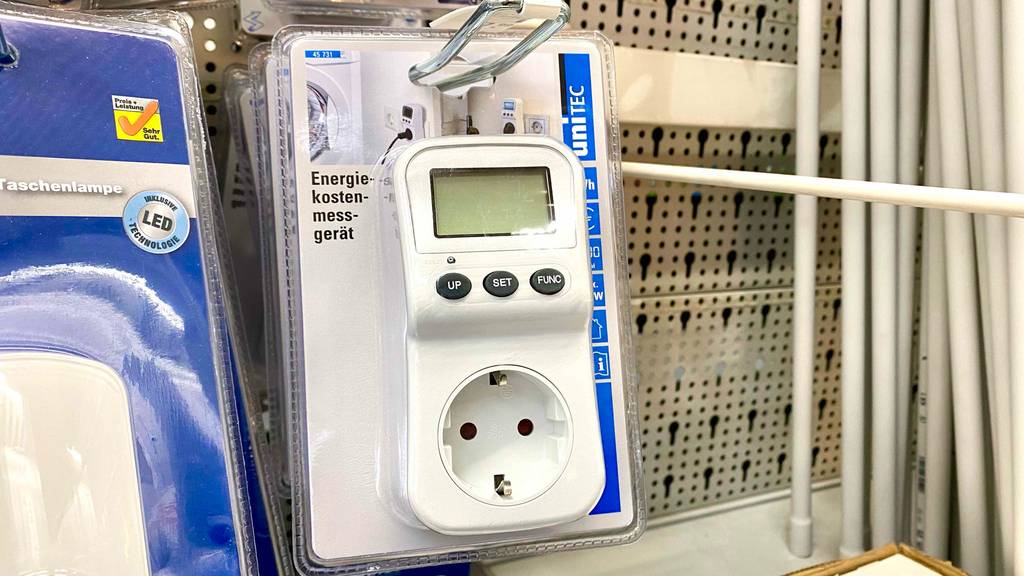 Preis +
Leistung
Sehr
Gut.
Taschenlampe
INKLUSIVE
LED
TECHNOLOGIE
45 731
uniTEC
Energie-
kosten-
mess-
gerät
UP
SET
FUNC